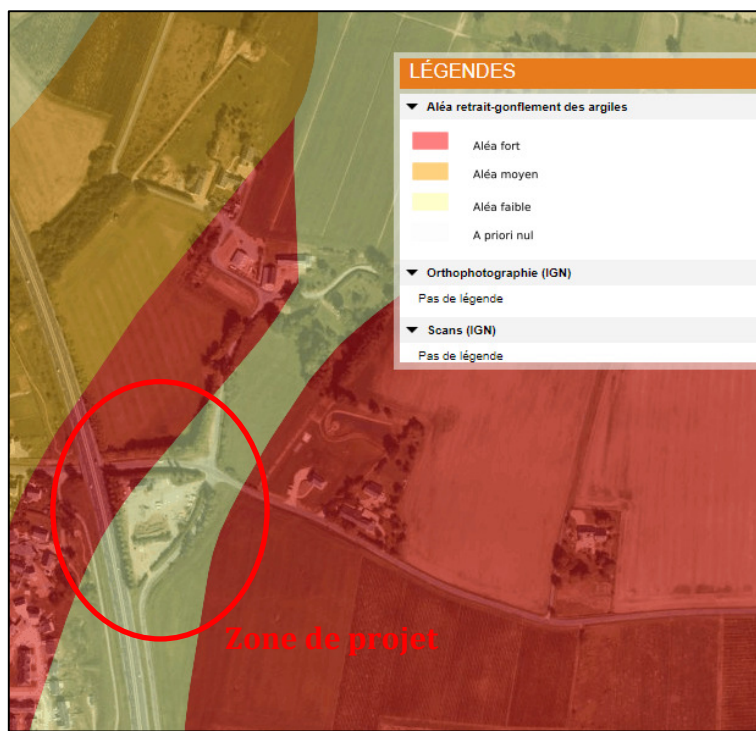 LÉGENDES
Aléa retrait-gonflement des argiles
Aléa fort
Aléa moyen
Aléa faible
A priori nul
Orthophotographie (IGN)
Pas de légende
Scans (IGN)
Pas de légende
Zone de projet